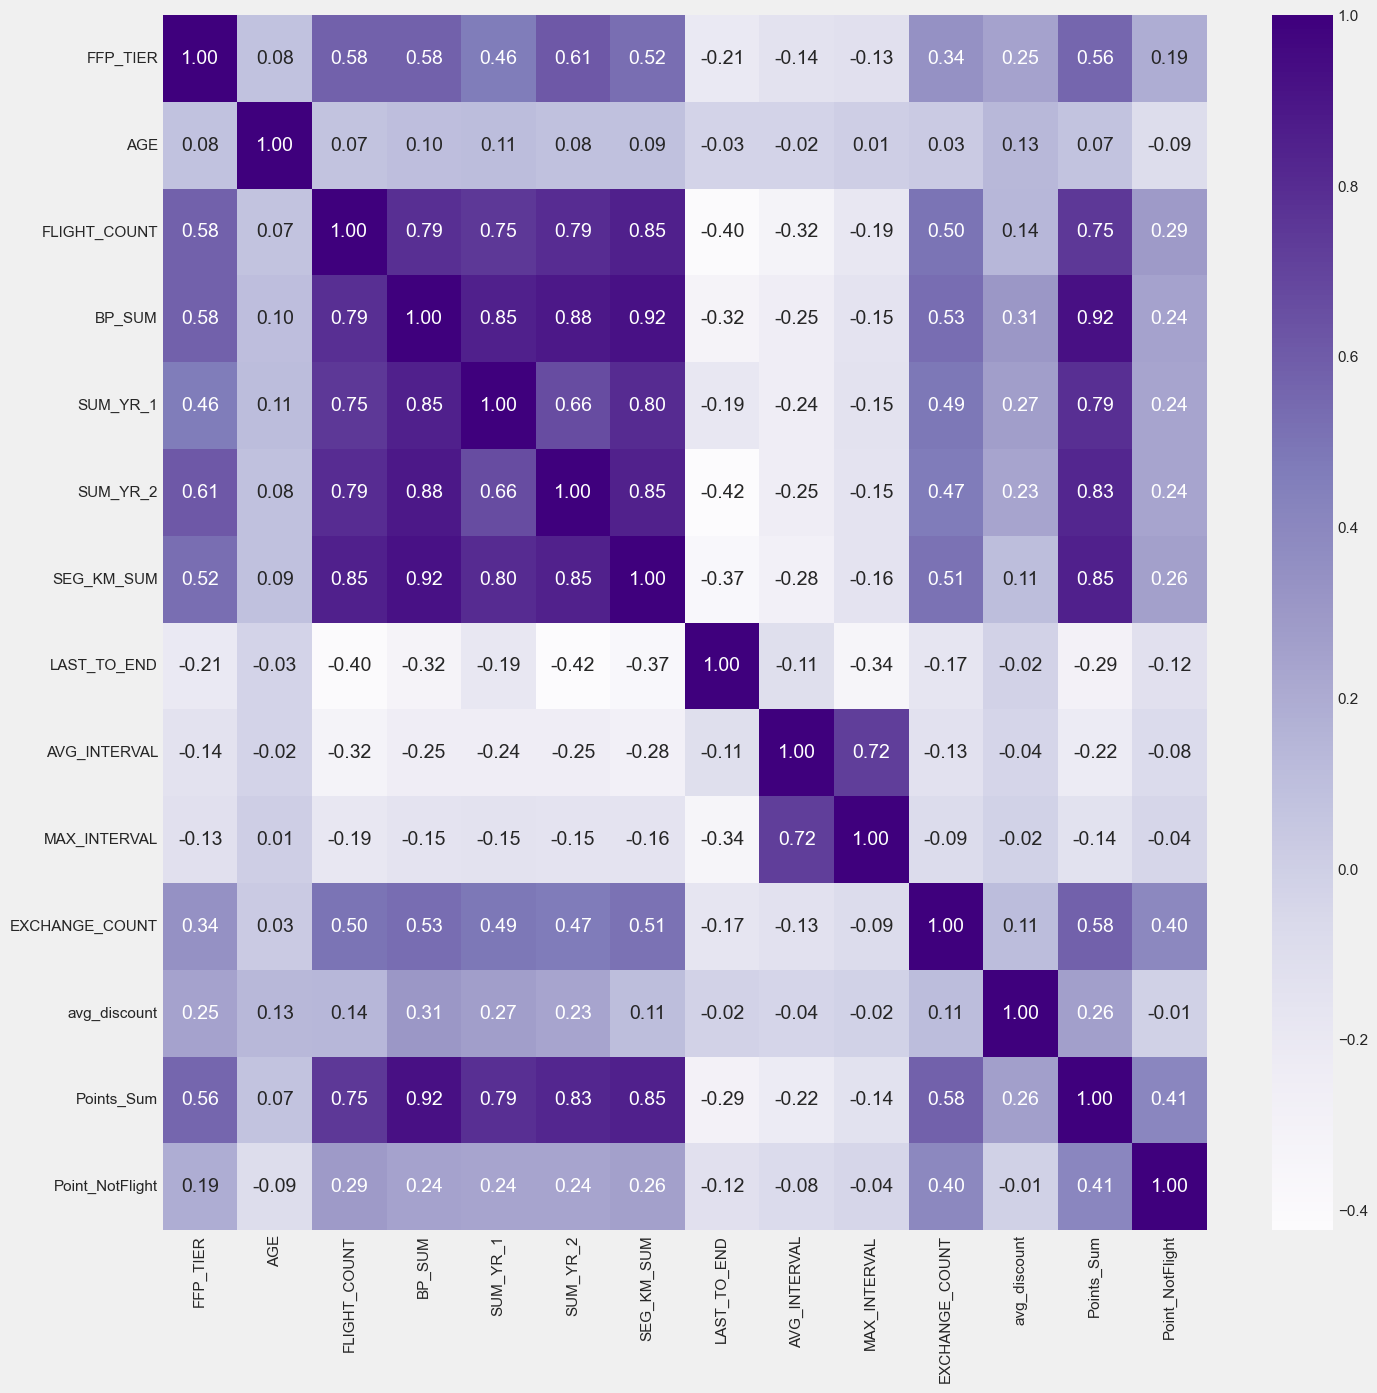 FFP_TIER 1.00 0.08 0.58 0.58 0.46 0.61 0.52 -0.21 -0.14 -0.13 0.34 0.25 0.56 0.19
AGE 0.08 1.00 0.07 0.10 0.11 0.08 0.09 -0.03 -0.02 0.01 0.03 0.13 0.07 -0.09
FLIGHT_COUNT 0.58 0.07 1.00 0.79 0.75 0.79 0.85 -0.40 -0.32 -0.19 0.50 0.14 0.75 0.29
BP_SUM 0.58 0.10 0.79 1.00 0.85 0.88 0.92 -0.32 -0.25 -0.15 0.53 0.31 0.92 0.24
SUM_YR_1 0.46 0.11 0.75 0.85 1.00 0.66 0.80 -0.19 -0.24 -0.15 0.49 0.27 0.79 0.24
SUM_YR_2 0.61 0.08 0.79 0.88 0.66 1.00 0.85 -0.42 -0.25 -0.15 0.47 0.23 0.83 0.24
SEG_KM_SUM 0.52 0.09 0.85 0.92 0.80 0.85 1.00 -0.37 -0.28 -0.16 0.51 0.11 0.85 0.26
LAST_TO_END -0.21 -0.03 -0.40 -0.32 -0.19 -0.42 -0.37 1.00 -0.11 -0.34 -0.17 -0.02 -0.29 -0.12
AVG_INTERVAL -0.14 -0.02 -0.32 -0.25 -0.24 -0.25 -0.28 -0.11 1.00 0.72 -0.13 -0.04 -0.22 -0.08
MAX_INTERVAL -0.13 0.01 -0.19 -0.15 -0.15 -0.15 -0.16 -0.34 0.72 1.00 -0.09 -0.02 -0.14 -0.04
EXCHANGE_COUNT 0.34 0.03 0.50 0.53 0.49 0.47 0.51 -0.17 -0.13 -0.09 1.00 0.11 0.58 0.40
avg_discount 0.25 0.13 0.14 0.31 0.27 0.23 0.11 -0.02 -0.04 -0.02 0.11 1.00 0.26 -0.01
Points_Sum 0.56 0.07 0.75 0.92 0.79 0.83 0.85 -0.29 -0.22 -0.14 0.58 0.26 1.00 0.41
Point_NotFlight 0.19 -0.09 0.29 0.24 0.24 0.24 0.26 -0.12 -0.08 -0.04 0.40 -0.01 0.41 1.00
FFP_TIER
AGE
FLIGHT_COUNT
BP_SUM
SUM_YR_1
SUM_YR_2
SEG_KM_SUM
LAST_TO_END
AVG_INTERVAL
MAX_INTERVAL
EXCHANGE_COUNT
avg_discount
Points_Sum
Point_NotFlight
1.0
0.8
0.6
0.4
0.2
0.0
−0.2
−0.4